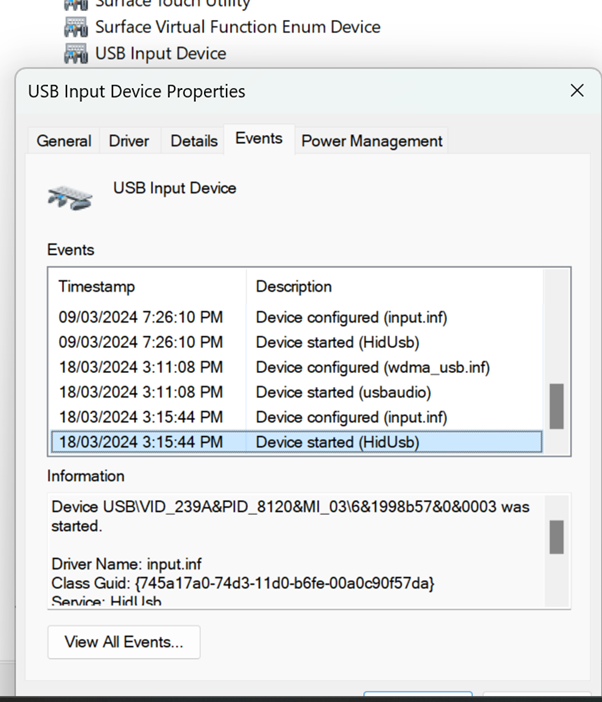 Surface Touch Utility
Surface Virtual Function Enum Device
USB Input Device
USB Input Device Properties
General Driver Details Events Power Management
USB Input Device
Events
Timestamp Description
09/03/2024 7:26:10 PM Device configured (input.inf)
09/03/2024 7:26:10 PM Device started (HidUsb)
18/03/2024 3:11:08 PM Device configured (wdma_usb.inf)
18/03/2024 3:11:08 PM Device started (usbaudio)
18/03/2024 3:15:44 PM Device configured (input.inf)
18/03/2024 3:15:44 PM Device started (HidUsb)
Information
Device USB\VID_239A&PID_8120&MI_03\6&1998b57&0&0003 was
started.
Driver Name: input.inf
Class Guid: {745a17a0-74d3-11d0-b6fe-00a0c90f57da}
Service: HidUsb
View All Events...